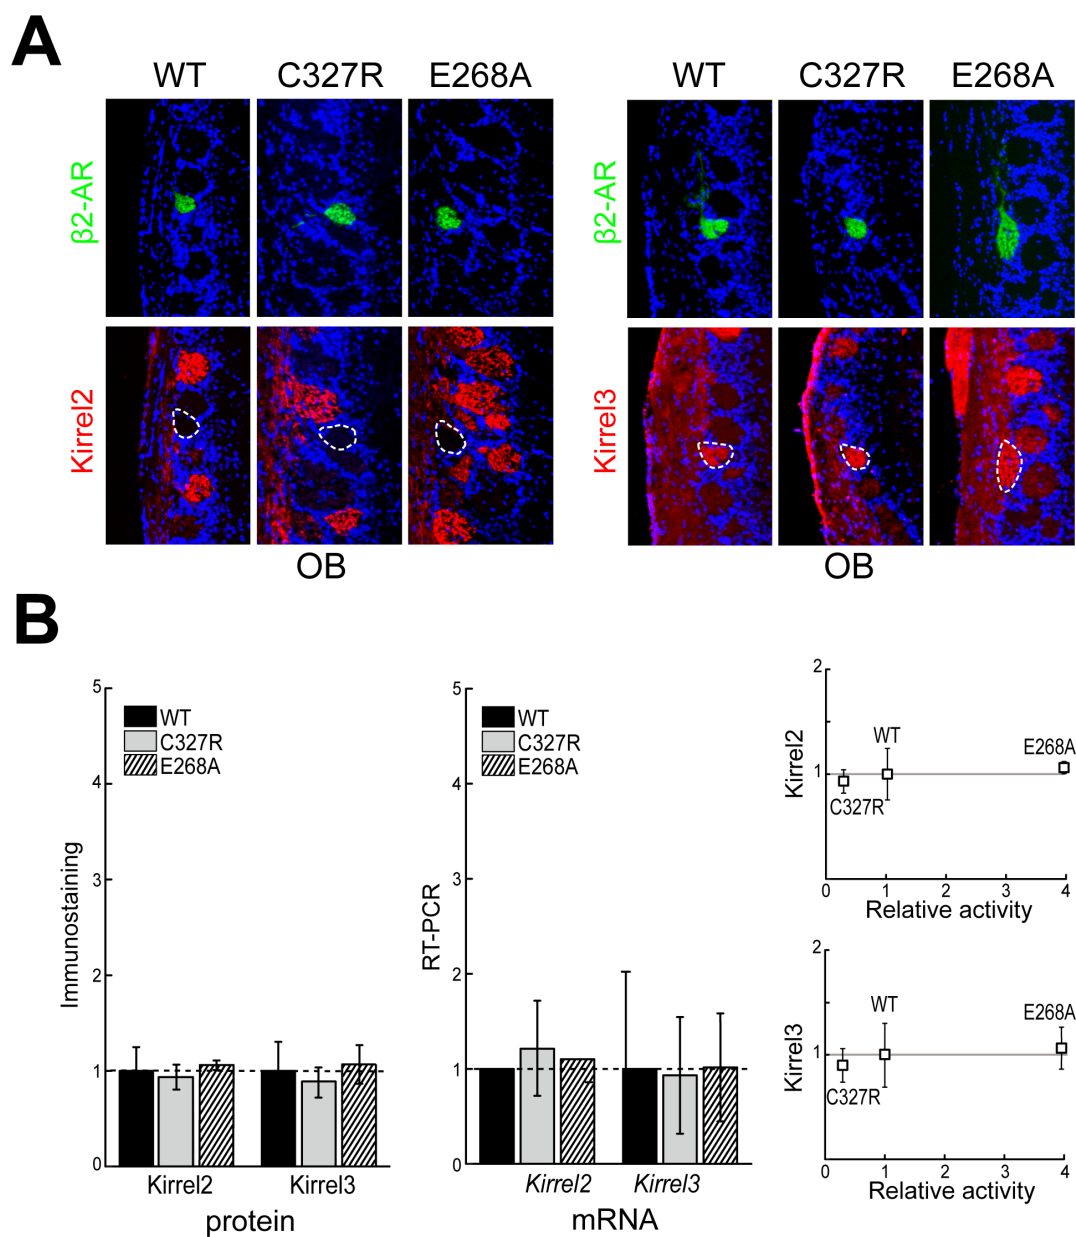 A
WT C327R E268A WT C327R E268A
β2-AR β2-AR
Kirrel2 Kirrel3
OB OB
B
5
4
3
2
1
0
Immunostaining
WT
C327R
E268A
Kirrel2 Kirrel3
protein
5
4
3
2
1
0
RT-PCR
WT
C327R
E268A
Kirrel2 Kirrel3
mRNA
2
1
Kirrel2
WT
E268A
C327R
0 1 2 3 4
Relative activity
2
1
0
Kirrel3
WT
E268A
C327R
0 1 2 3 4
Relative activity